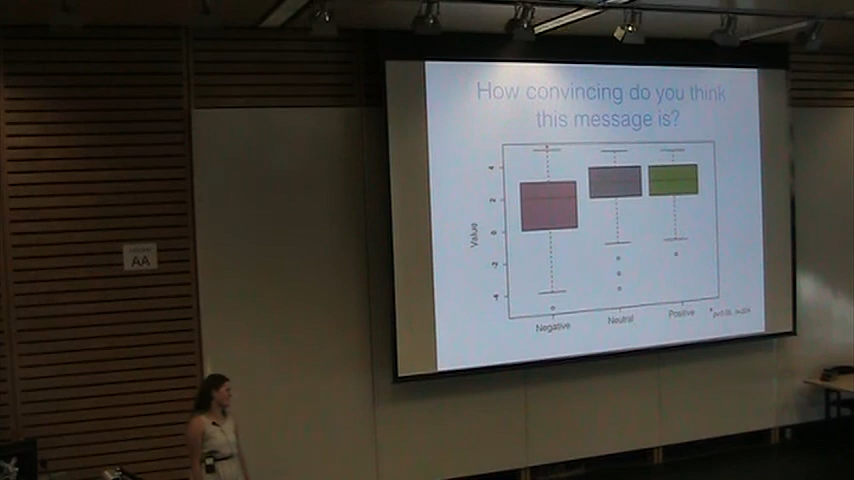 How convincing do you think
this message is?
4
2
0
-2
-4
Value
Negative
Neutral
Positive
AA